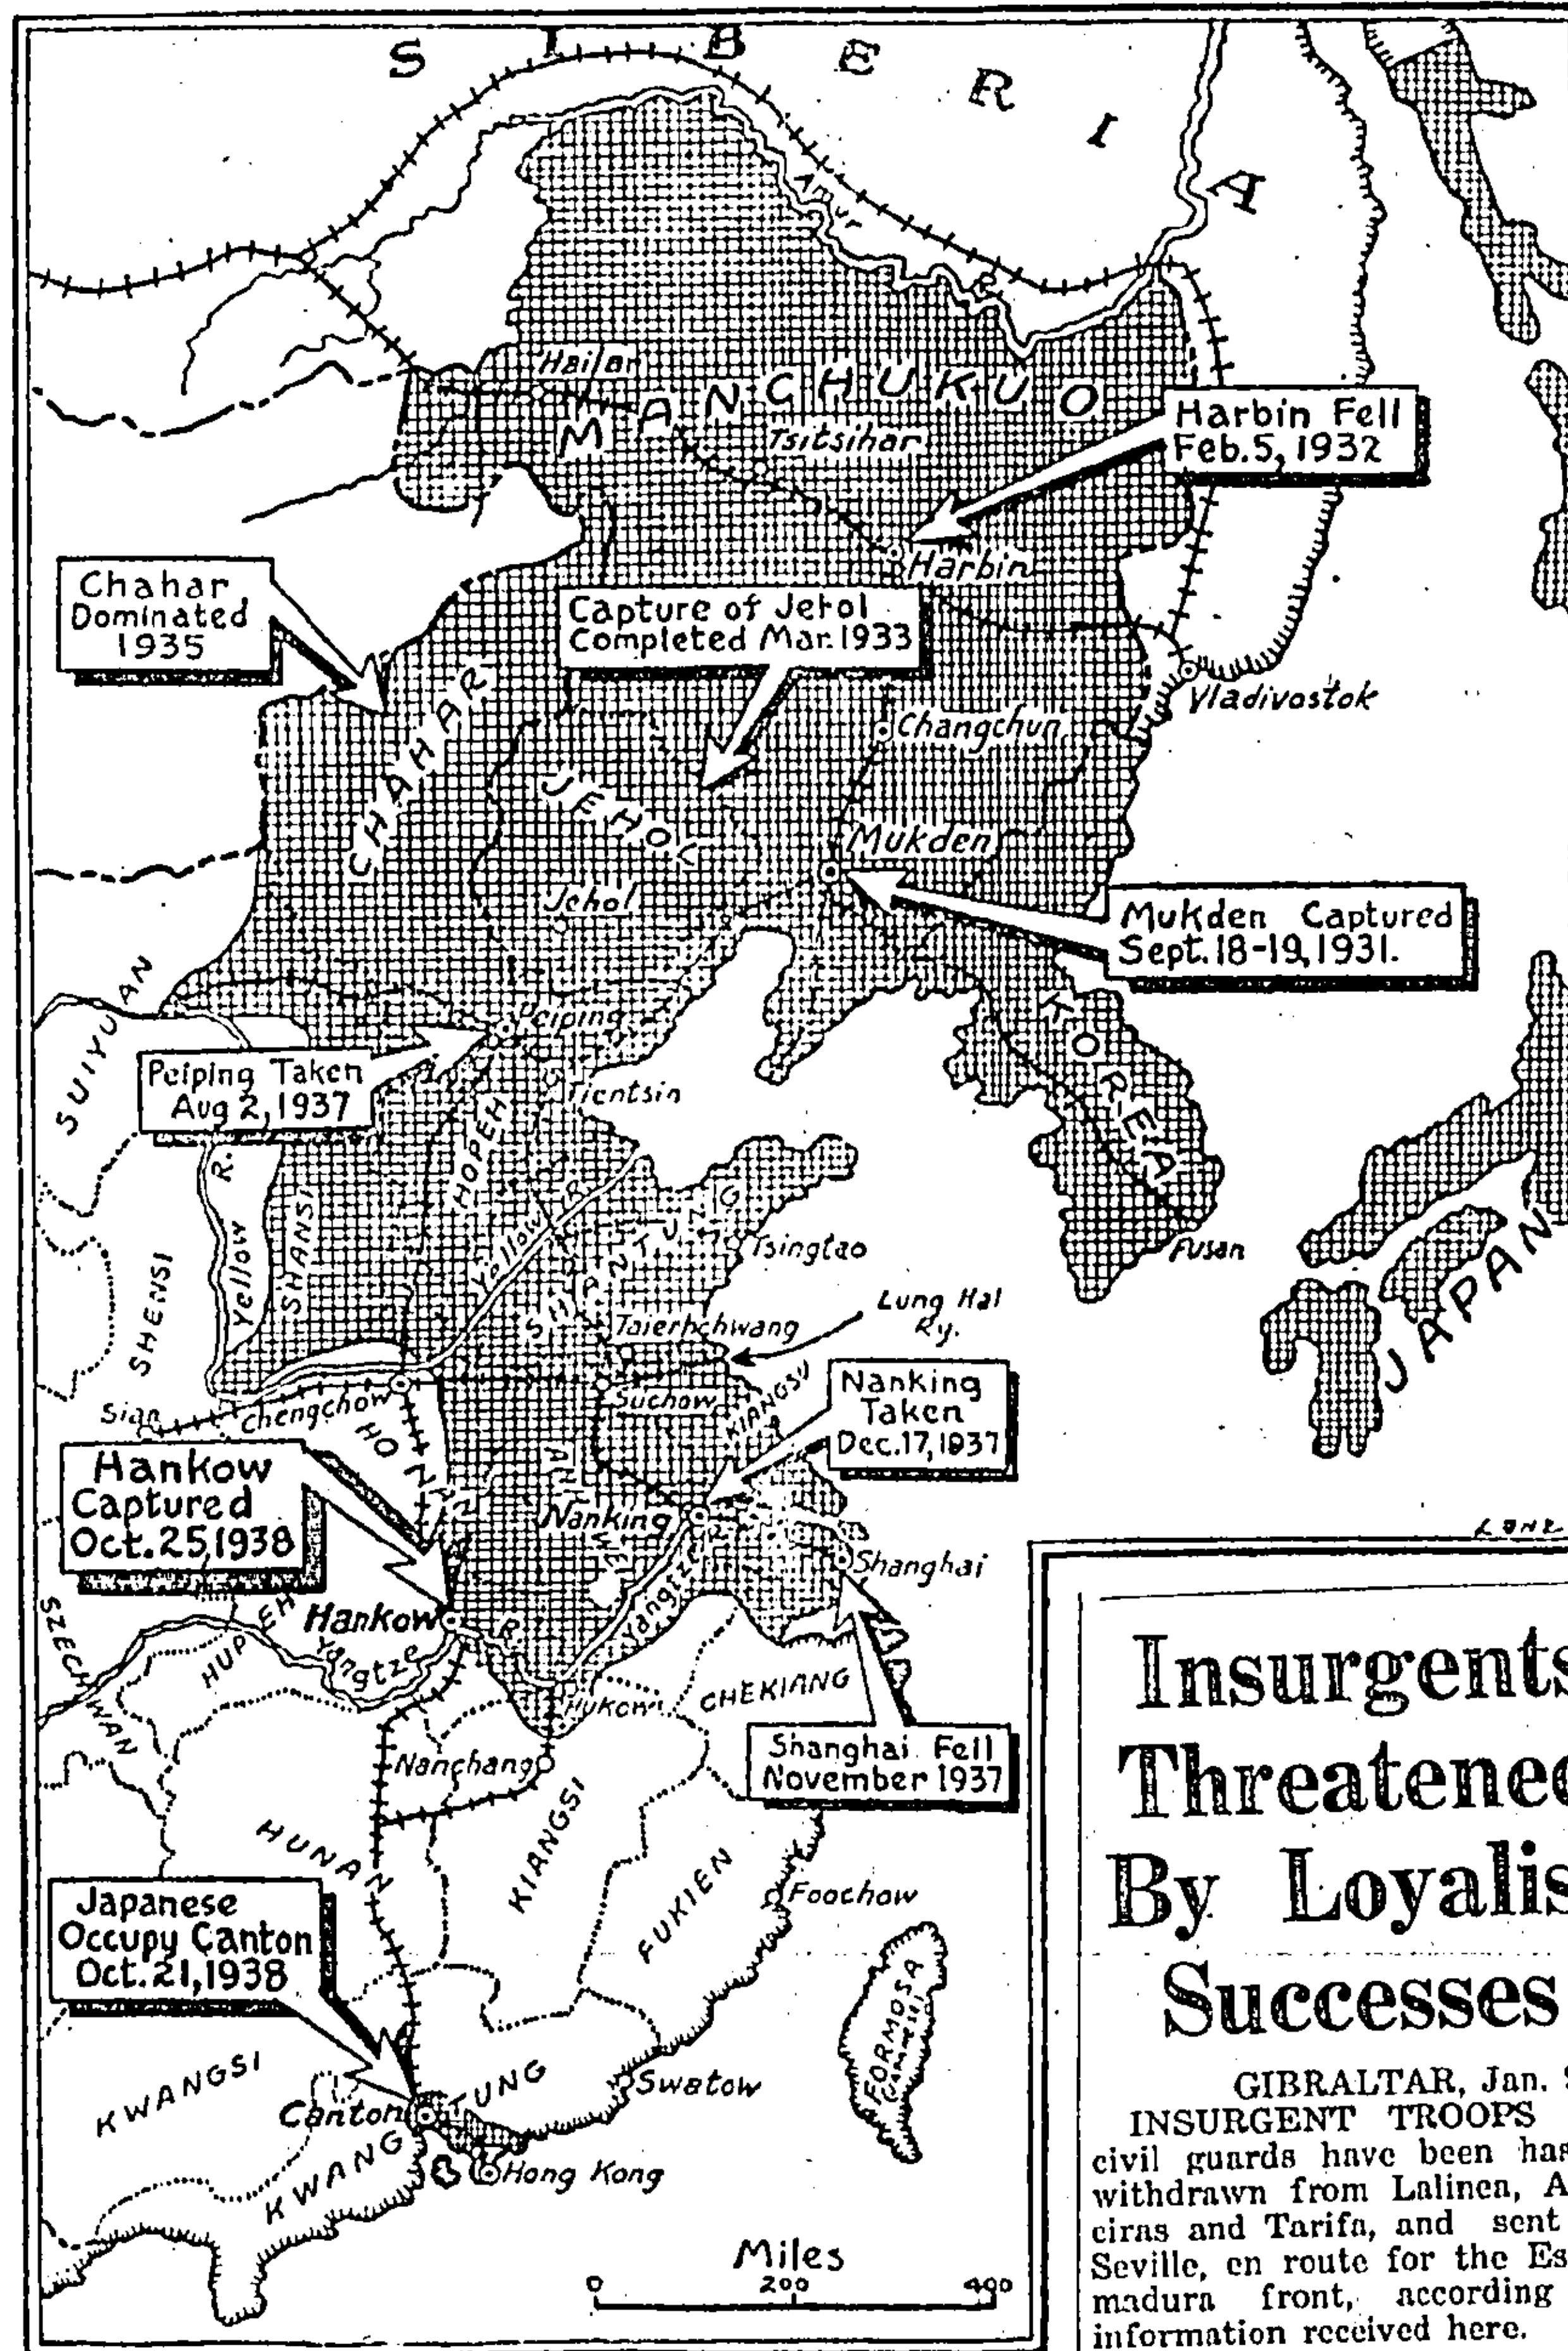 SIBERIA
Amur
R.
Hailar
MANCHUKUO
Tsitsihar
Harbin Fell
Feb. 5, 1932
Harbin
Chahar
Dominated
1935
Capture of Jehol
Completed Mar. 1933
Vladivostok
CHAHAR
Changchun
JEHOL
Mukden
Jehol
Mukden Captured
Sept. 18-19, 1931.
SUIYUAN
Peiping
KOREA
Peiping Taken
Aug 2, 1937
Tientsin
HOPEH
Yellow R.
SHANSI
SHENSI
Yellow R.
SHANTUNG
Tsingtao
Fusan
JAPAN
Taierhchwang
Lung Hai
Ry.
Sian
Chengchow
Suchow
KIANGSU
Nanking
Taken
Dec. 17, 1937
HONAN
ANHWEI
Hankow
Captured
Oct. 25, 1938
Nanking
Shanghai
SZECHWAN
HUPEH
Hankow
Yangtze
R.
Yangtze
Hukow
CHEKIANG
Nanchang
Shanghai Fell
November 1937
HUNAN
KIANGSI
FUKIEN
Foochow
Japanese
Occupy Canton
Oct. 21, 1938
FORMOSA
(Japanese)
KWANGSI
Canton
KWANGTUNG
Swatow
Hong Kong
Miles
0 200 400
Insurgents
Threatened
By Loyalis
Successes
GIBRALTAR, Jan.
INSURGENT TROOPS
civil guards have been has
withdrawn from Lalinea, A
ciras and Tarifa, and sent
Seville, en route for the Es
madura front, according
information received here.